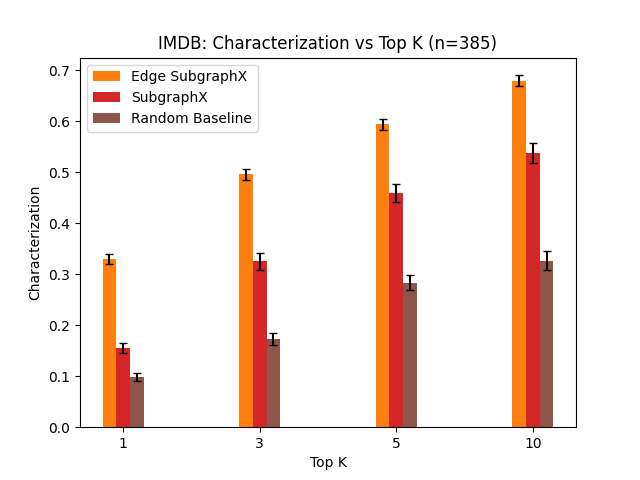 IMDB: Characterization vs Top K (n=385)
Edge SubgraphX
SubgraphX
Random Baseline
Characterization
0.7
0.6
0.5
0.4
0.3
0.2
0.1
0.0
1 3 5 10
Top K